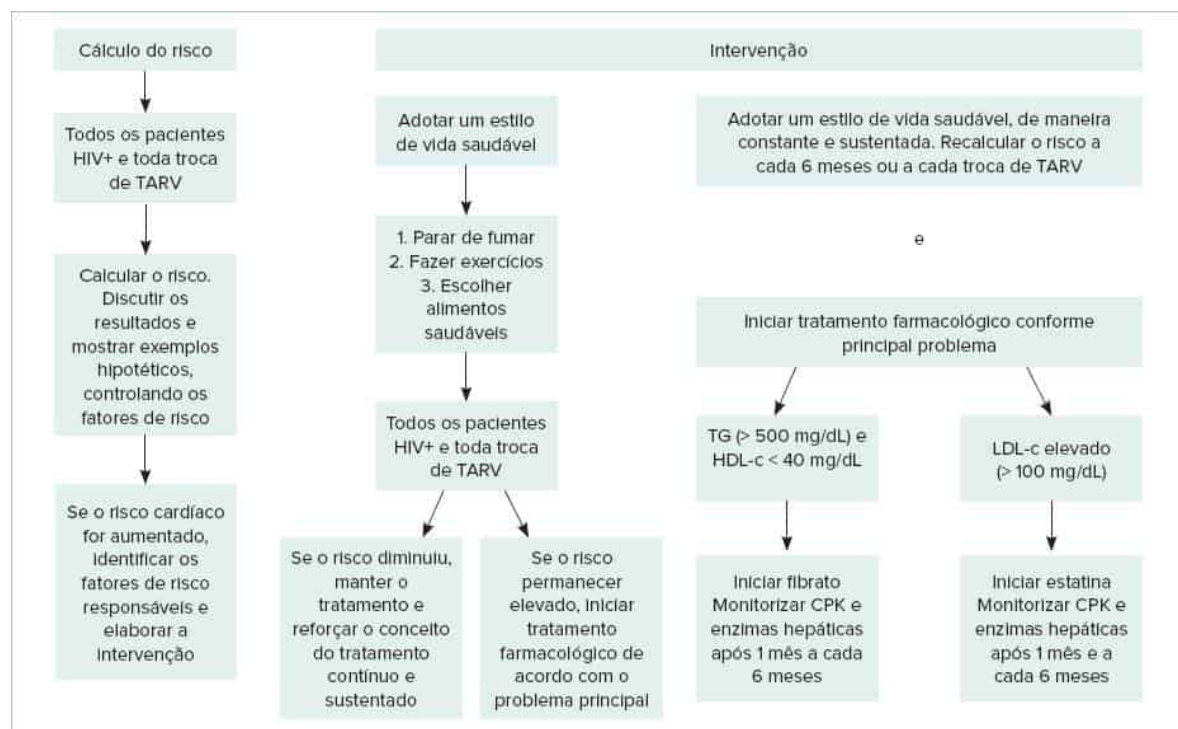 Cálculo do risco
Todos os pacientes
HIV+ e toda troca
de TARV
Calcular o risco.
Discutir os
resultados e
mostrar exemplos
hipotéticos,
controlando os
fatores de risco
Se o risco cardíaco
for aumentado,
identificar os
fatores de risco
responsáveis e
elaborar a
intervenção
Intervenção
Adotar um estilo
de vida saudável
1. Parar de fumar
2. Fazer exercícios
3. Escolher
alimentos
saudáveis
Todos os pacientes
HIV+ e toda troca
de TARV
Se o risco diminuiu,
manter o
tratamento e
reforçar o conceito
do tratamento
contínuo e
sustentado
Se o risco
permanecer
elevado, iniciar
tratamento
farmacológico de
acordo com o
problema principal
Adotar um estilo de vida saudável, de maneira
constante e sustentada. Recalcular o risco a
cada 6 meses ou a cada troca de TARV
e
Iniciar tratamento farmacológico conforme
principal problema
TG (> 500 mg/dL) e
HDL-c < 40 mg/dL
Iniciar fibrato
Monitorizar CPK e
enzimas hepáticas
após 1 mês a cada
6 meses
LDL-c elevado
(> 100 mg/dL)
Iniciar estatina
Monitorizar CPK e
enzimas hepáticas
após 1 mês e a
cada 6 meses